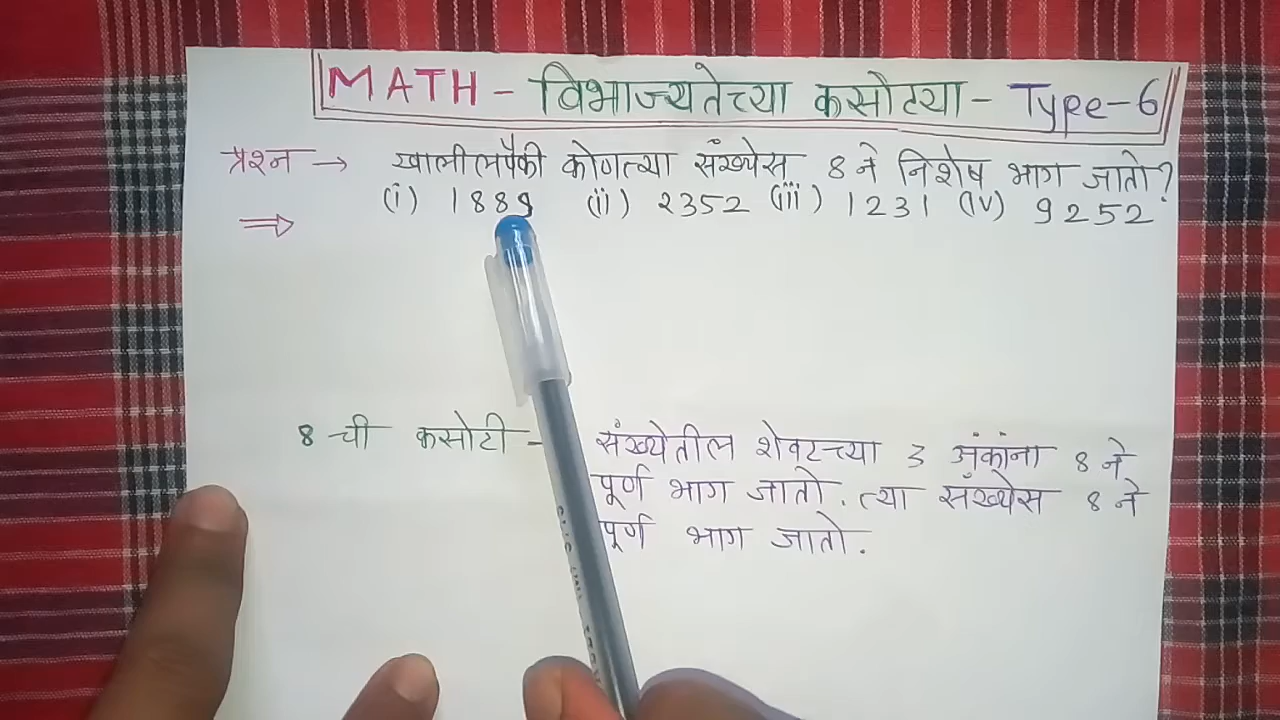 MATH - विभाज्यतेच्या कसोट्या - Type-6
प्रश्न → खालीलपैकी कोणत्या संख्येस 8 ने निशेष भाग जातो?
(i) 1889 (ii) 2352 (iii) 1231 (iv) 9252
⇒
8 ची कसोटी - संख्येतील शेवटच्या 3 अंकांना 8 ने
पूर्ण भाग जातो. त्या संख्येस 8 ने
पूर्ण भाग जातो.